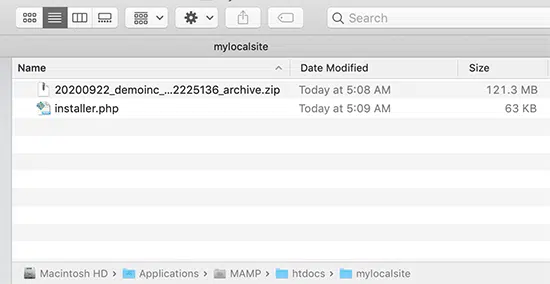 Search
mylocalsite
Name Date Modified Size
20200922_demoinc_...2225136_archive.zip Today at 5:08 AM 121.3 MB
installer.php Today at 5:09 AM 63 KB
Macintosh HD Applications MAMP htdocs mylocalsite